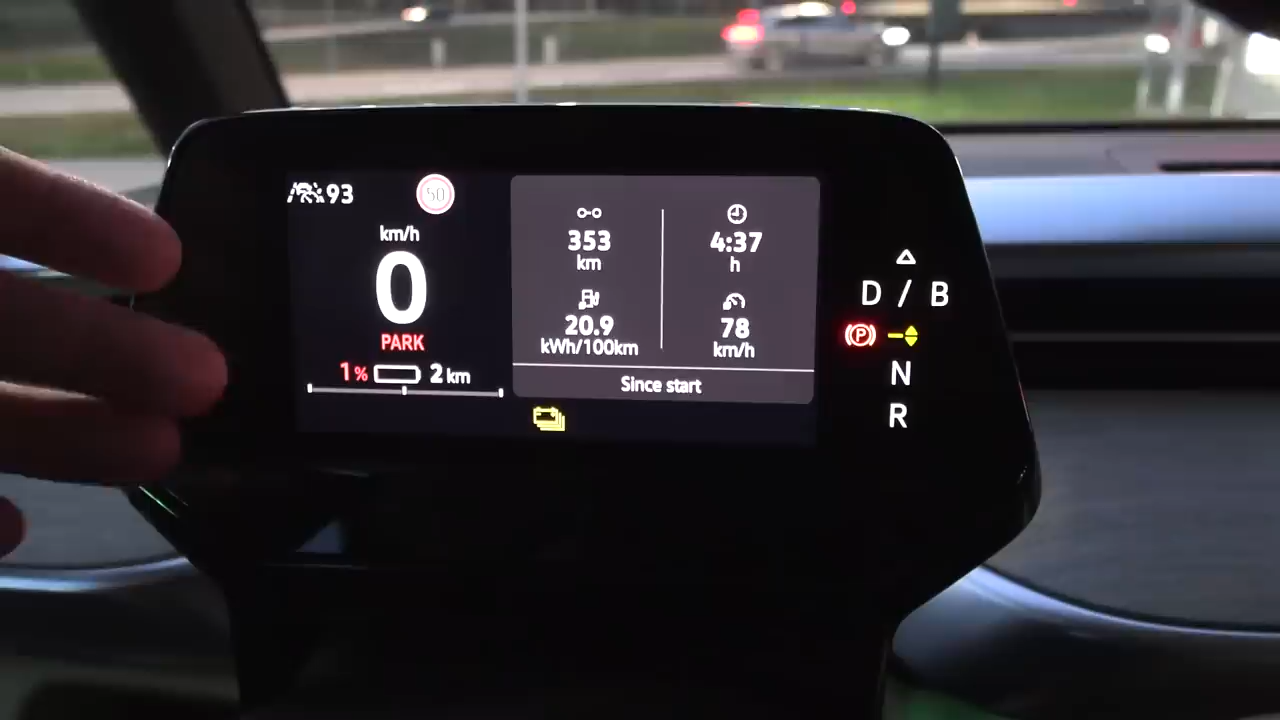 93
50
km/h
0
PARK
1 %
2 km
353
km
4:37
h
20.9
kWh/100km
78
km/h
Since start
D / B
P
N
R